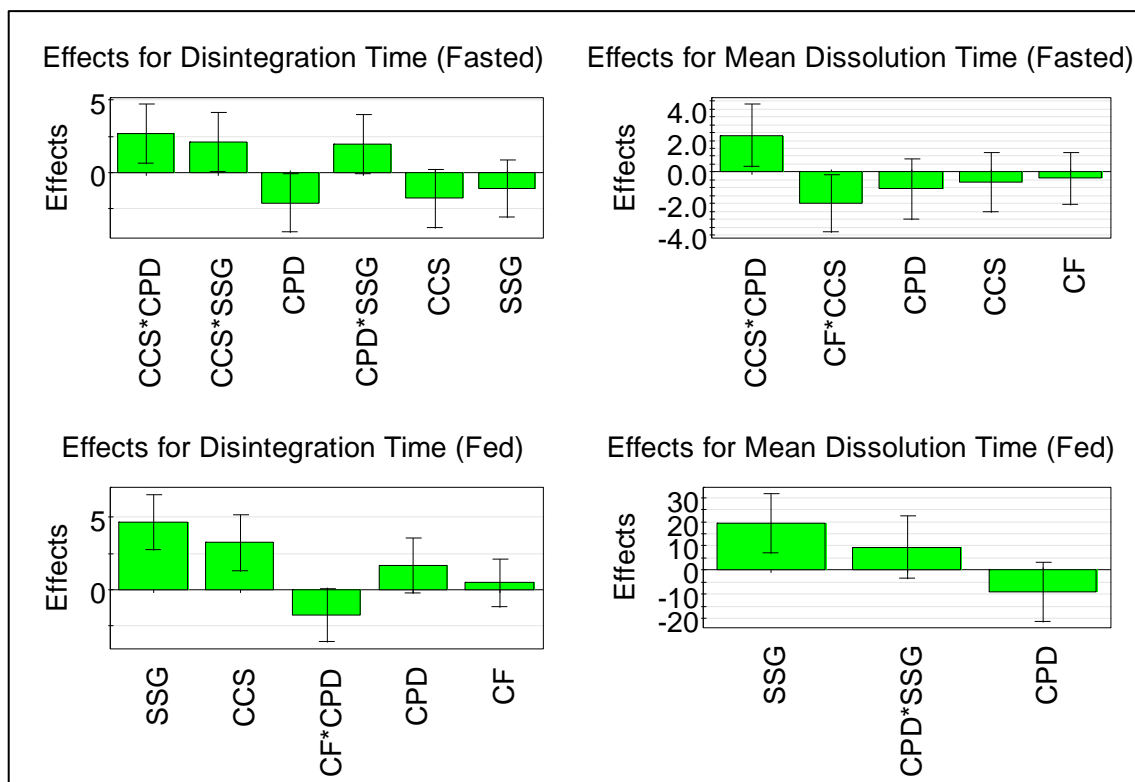 Effects for Disintegration Time (Fasted)
Effects
5
0
CCS*CPD
CCS*SSG
CPD
CPD*SSG
CCS
SSG
Effects for Mean Dissolution Time (Fasted)
Effects
4.0
2.0
0.0
-2.0
-4.0
CCS*CPD
CF*CCS
CPD
CCS
CF
Effects for Disintegration Time (Fed)
Effects
5
0
SSG
CCS
CF*CPD
CPD
CF
Effects for Mean Dissolution Time (Fed)
Effects
30
20
10
0
-10
-20
SSG
CPD*SSG
CPD